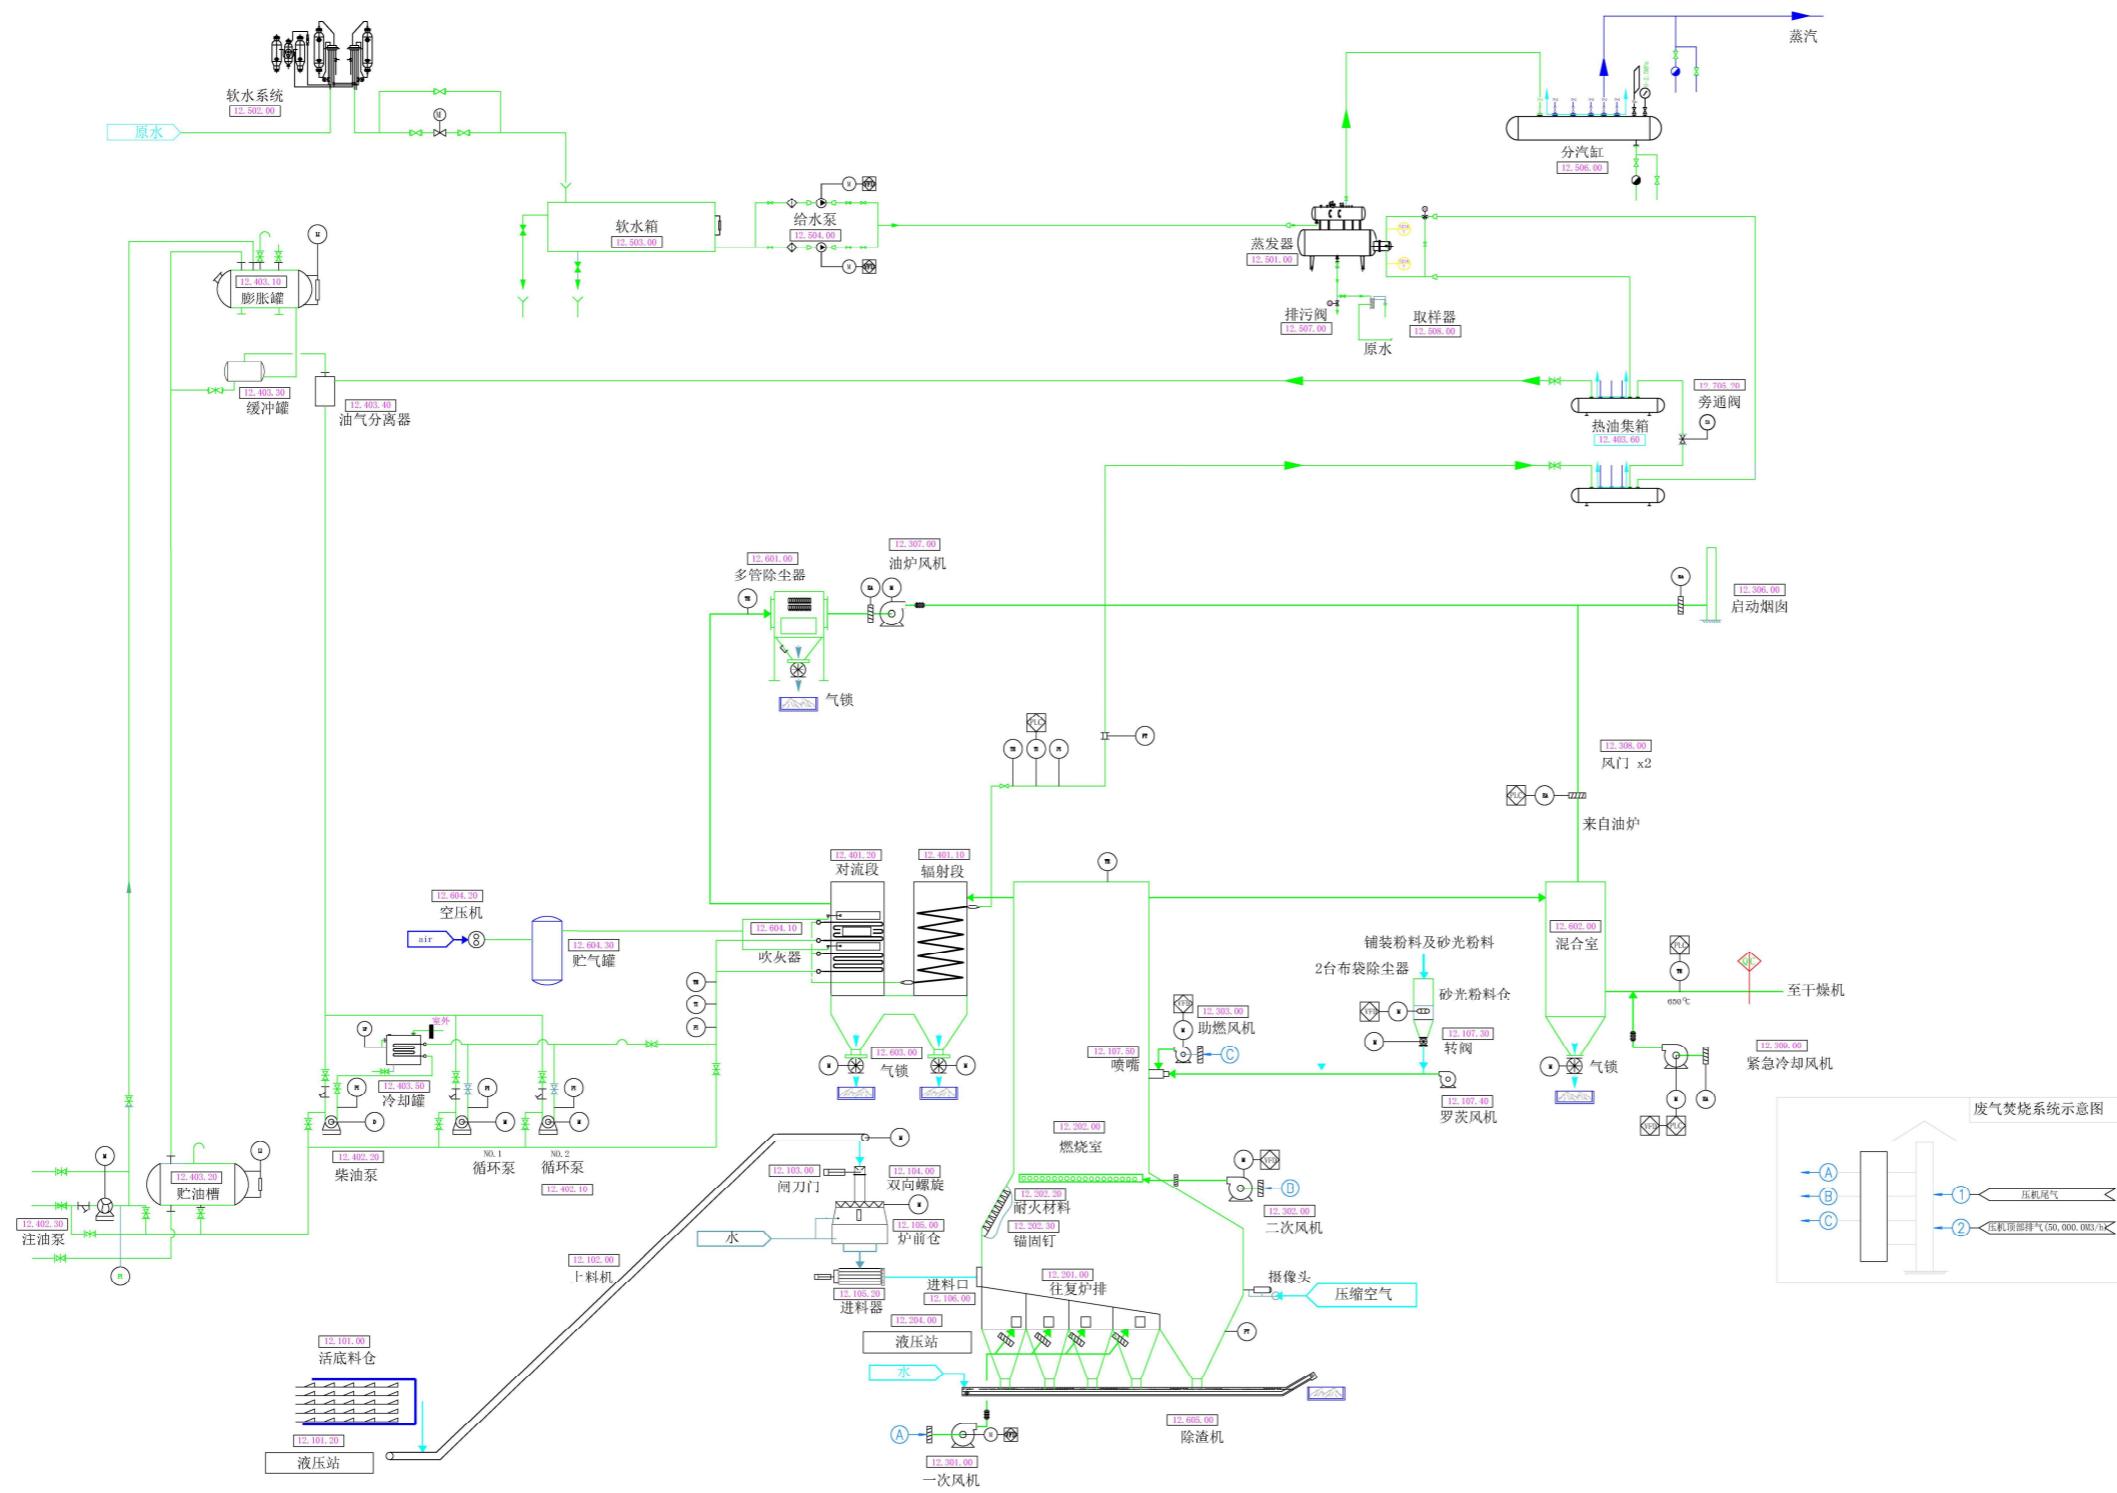 蒸汽
软水系统
12.502.00
原水
分汽缸
12.506.00
软水箱
12.503.00
给水泵
12.504.00
蒸发器
12.501.00
12.403.10
膨胀罐
排污阀
12.507.00
取样器
12.508.00
原水
12.403.30
缓冲罐
12.403.40
油气分离器
12.705.20
旁通阀
热油集箱
12.403.60
12.307.00
油炉风机
12.601.00
多管除尘器
12.306.00
启动烟囱
气锁
PLC
12.308.00
风门 x2
PLC
来自油炉
12.401.20
对流段
12.401.10
辐射段
12.604.20
空压机
air
12.604.30
贮气罐
12.604.10
吹灰器
铺装粉料及砂光粉料
2台布袋除尘器
砂光粉料仓
12.602.00
混合室
PLC
650℃
至干燥机
室外
VFD
12.303.00
助燃风机
C
VFD
12.107.30
转阀
12.107.50
喷嘴
12.107.40
罗茨风机
12.309.00
紧急冷却风机
气锁
VFD
PLC
12.603.00
气锁
12.403.50
冷却罐
12.202.00
燃烧室
废气焚烧系统示意图
12.402.20
柴油泵
NO.1
循环泵
NO.2
循环泵
12.402.10
12.403.20
贮油槽
12.402.30
注油泵
12.103.00
闸刀门
12.104.00
双向螺旋
12.202.20
耐火材料
12.202.30
锚固钉
VFD
D
12.302.00
二次风机
A
B
C
1
压机尾气
2
压机顶部排气(50,000.0M3/h)
水
12.105.00
炉前仓
12.102.00
上料机
12.105.20
进料器
进料口
12.106.00
12.201.00
往复炉排
摄像头
压缩空气
12.204.00
液压站
水
12.101.00
活底料仓
12.101.20
液压站
A
12.301.00
一次风机
12.605.00
除渣机